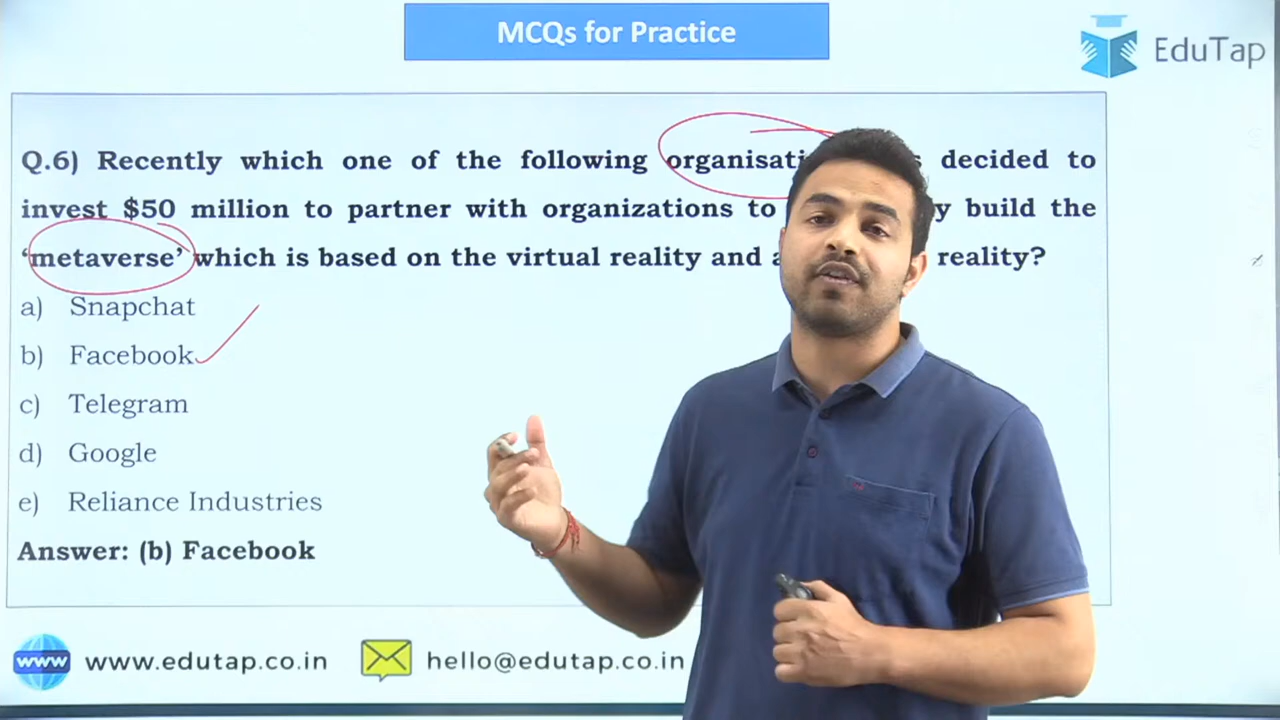 MCQs for Practice
EduTap
Q.6) Recently which one of the following decided to
invest $50 million to partner with organizations to build the
‘metaverse’ which is based on the virtual reality and reality?
a) Snapchat
b) Facebook
c) Telegram
d) Google
e) Reliance Industries
Answer: (b) Facebook
www www.edutap.co.in hello@edutap.co.in